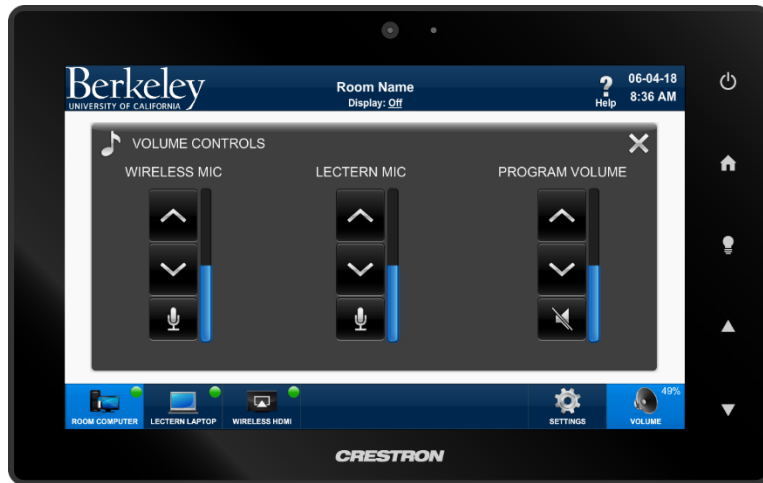 Berkeley
UNIVERSITY OF CALIFORNIA
Room Name
Display: Off
?
Help
06-04-18
8:36 AM
VOLUME CONTROLS
WIRELESS MIC
LECTERN MIC
PROGRAM VOLUME
ROOM COMPUTER
LECTERN LAPTOP
WIRELESS HDMI
SETTINGS
49%
VOLUME
CRESTRON